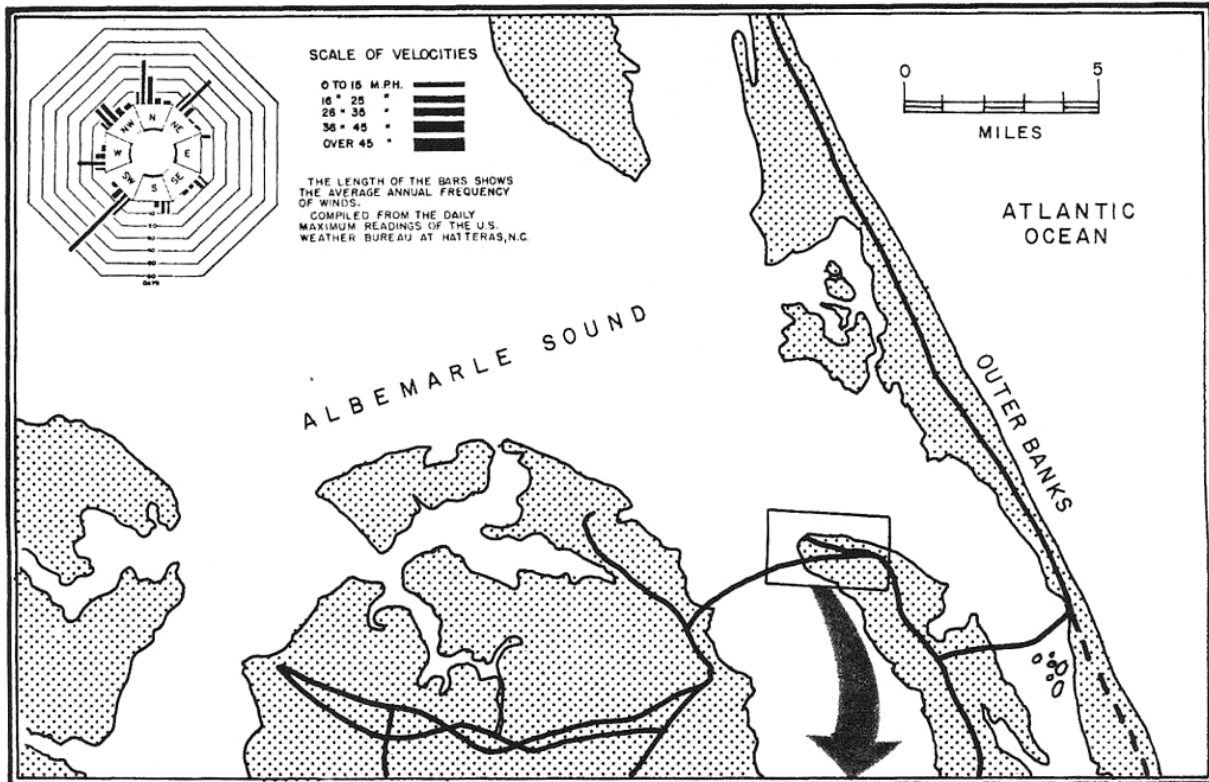 SCALE OF VELOCITIES
0 TO 15 M.P.H.
16 " 25 "
26 " 35 "
36 " 45 "
OVER 45 "
THE LENGTH OF THE BARS SHOWS
THE AVERAGE ANNUAL FREQUENCY
OF WINDS.
COMPILED FROM THE DAILY
MAXIMUM READINGS OF THE U.S.
WEATHER BUREAU AT HATTERAS, N.C.
N
NE
E
SE
S
SW
W
NW
DAYS
0 5
MILES
ATLANTIC
OCEAN
ALBEMARLE SOUND
OUTER BANKS